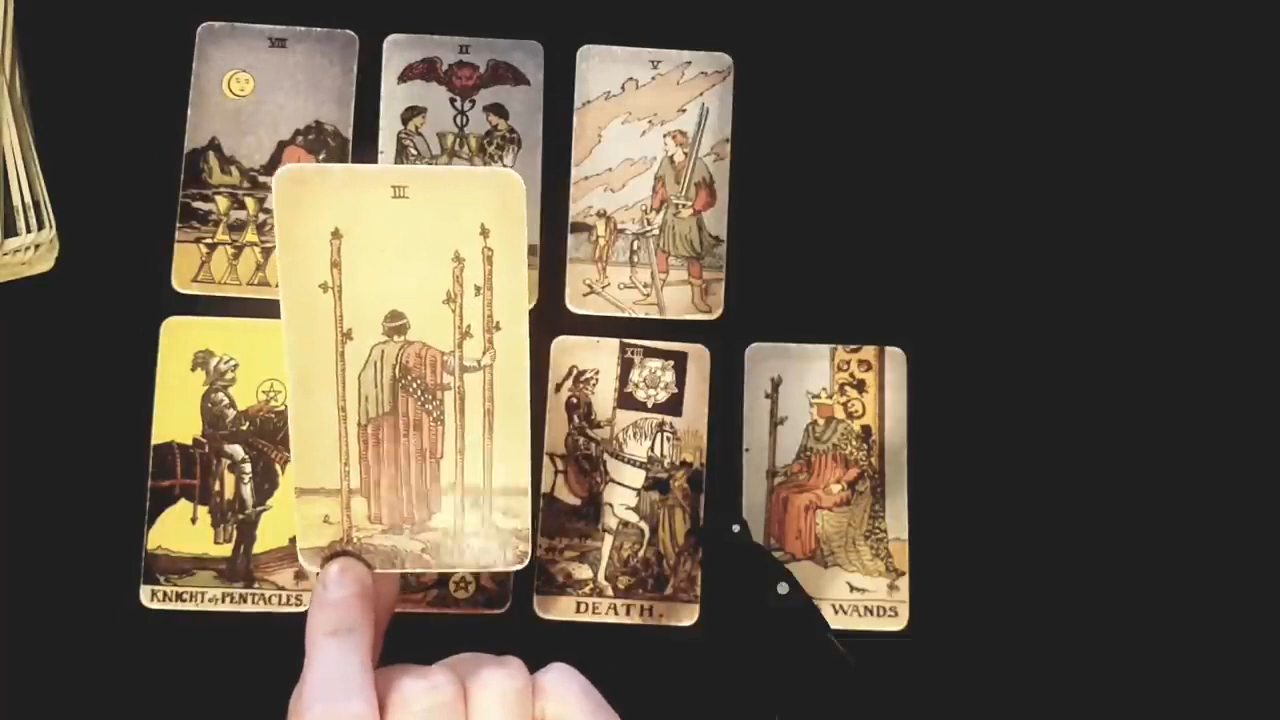 VIII
II
V
III
XIII
KNIGHT of PENTACLES.
DEATH.
WANDS